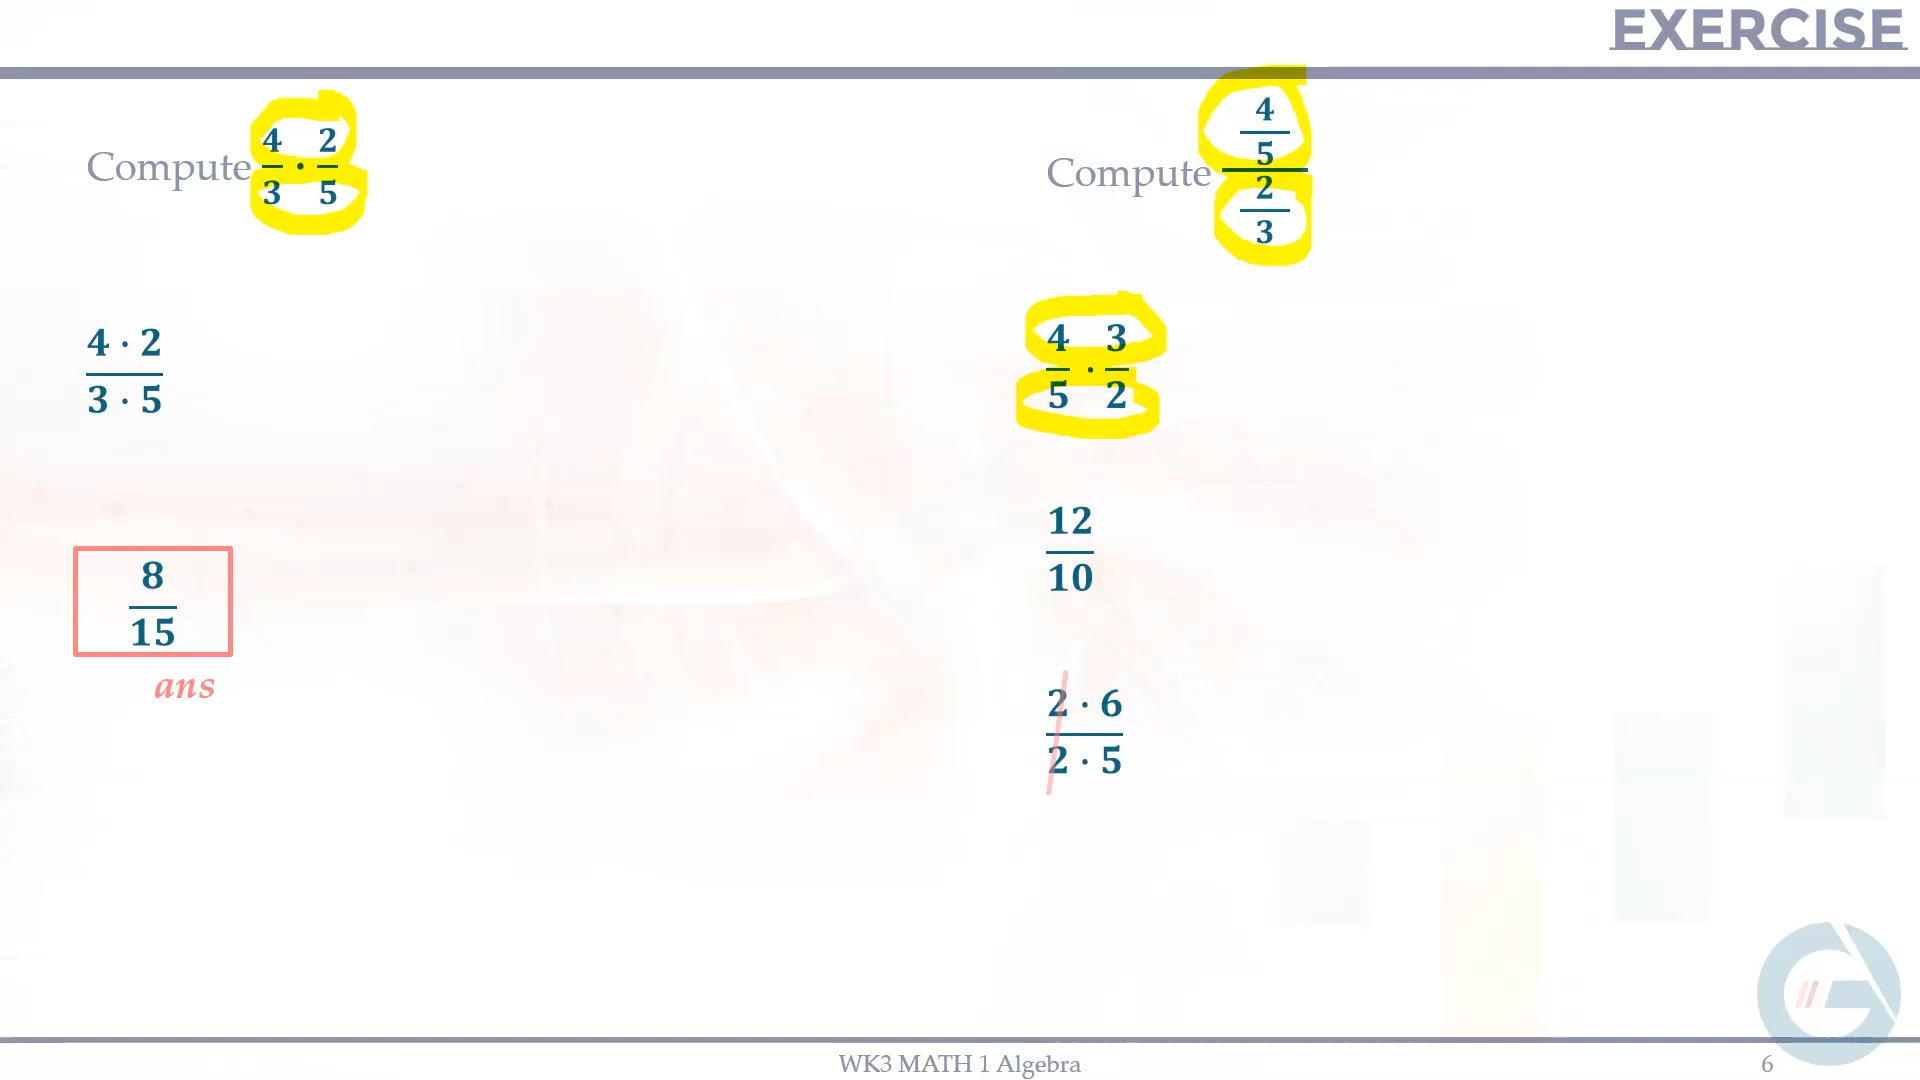 EXERCISE
Compute 4/3 · 2/5
4 · 2
3 · 5
8
15
ans
Compute 4/5 / 2/3
4/5 · 3/2
12
10
2 · 6
2 · 5
WK3 MATH 1 Algebra
6